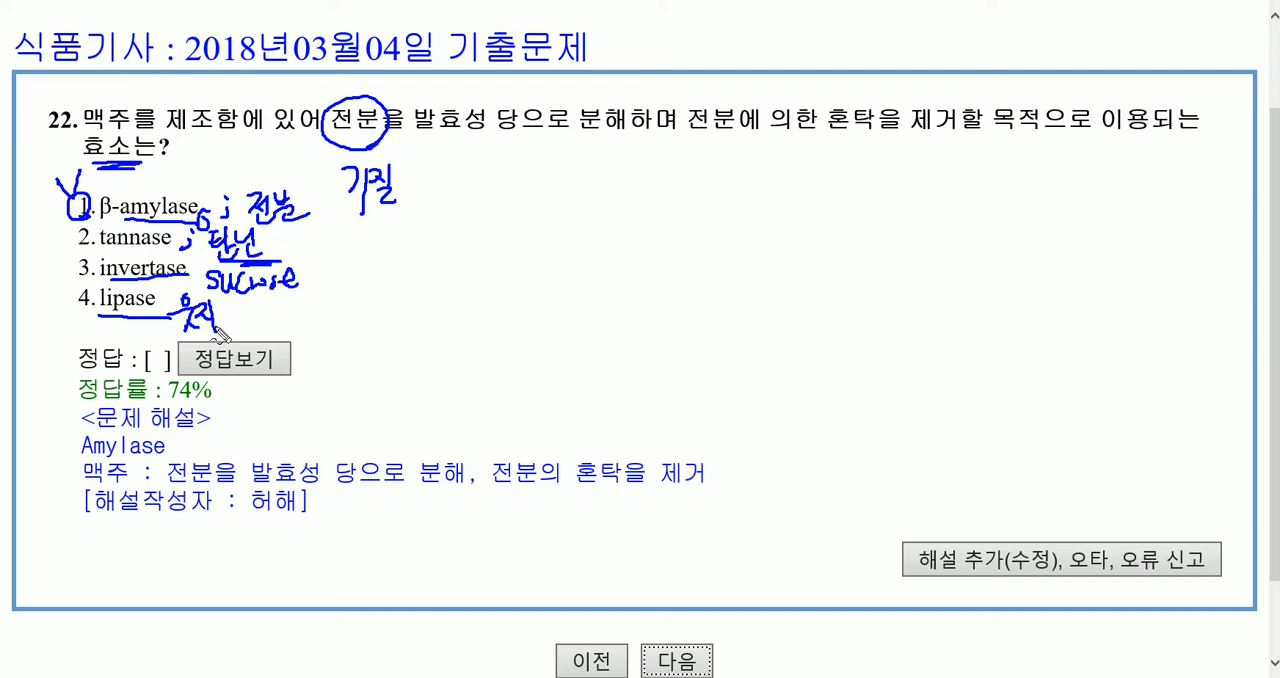 식품기사 : 2018년03월04일 기출문제
22. 맥주를 제조함에 있어 전분을 발효성 당으로 분해하며 전분에 의한 혼탁을 제거할 목적으로 이용되는
효소는?
기질
1. β-amylase ; 전분
2. tannase ; 탄닌
3. invertase sucrose
4. lipase
정답 : [ ] 정답보기
정답률 : 74%
<문제 해설>
Amylase
맥주 : 전분을 발효성 당으로 분해, 전분의 혼탁을 제거
[해설작성자 : 허해]
해설 추가(수정), 오타, 오류 신고
이전 다음